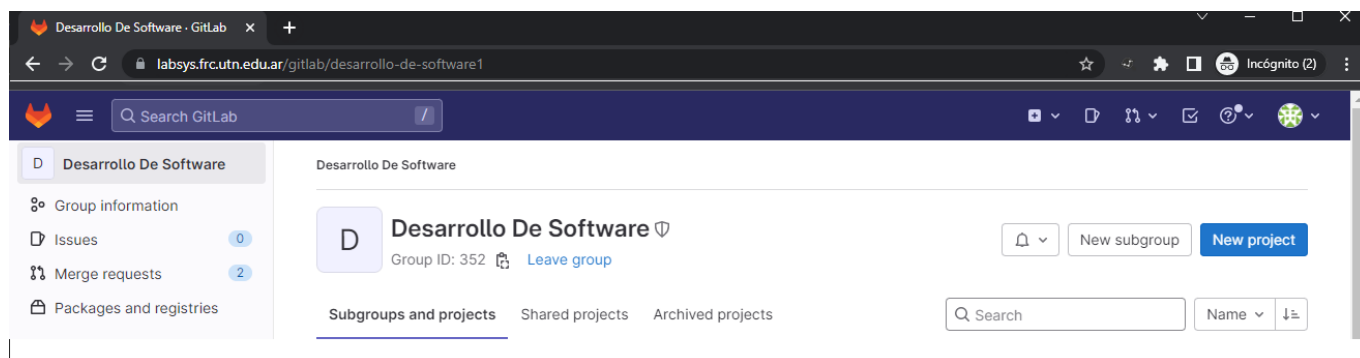 Desarrollo De Software · GitLab
labsys.frc.utn.edu.ar/gitlab/desarrollo-de-software1
Incógnito (2)
Search GitLab
/
D Desarrollo De Software
Desarrollo De Software
Group information
Issues 0
Merge requests 2
Packages and registries
D
Desarrollo De Software
Group ID: 352 Leave group
New subgroup
New project
Subgroups and projects Shared projects Archived projects
Search
Name